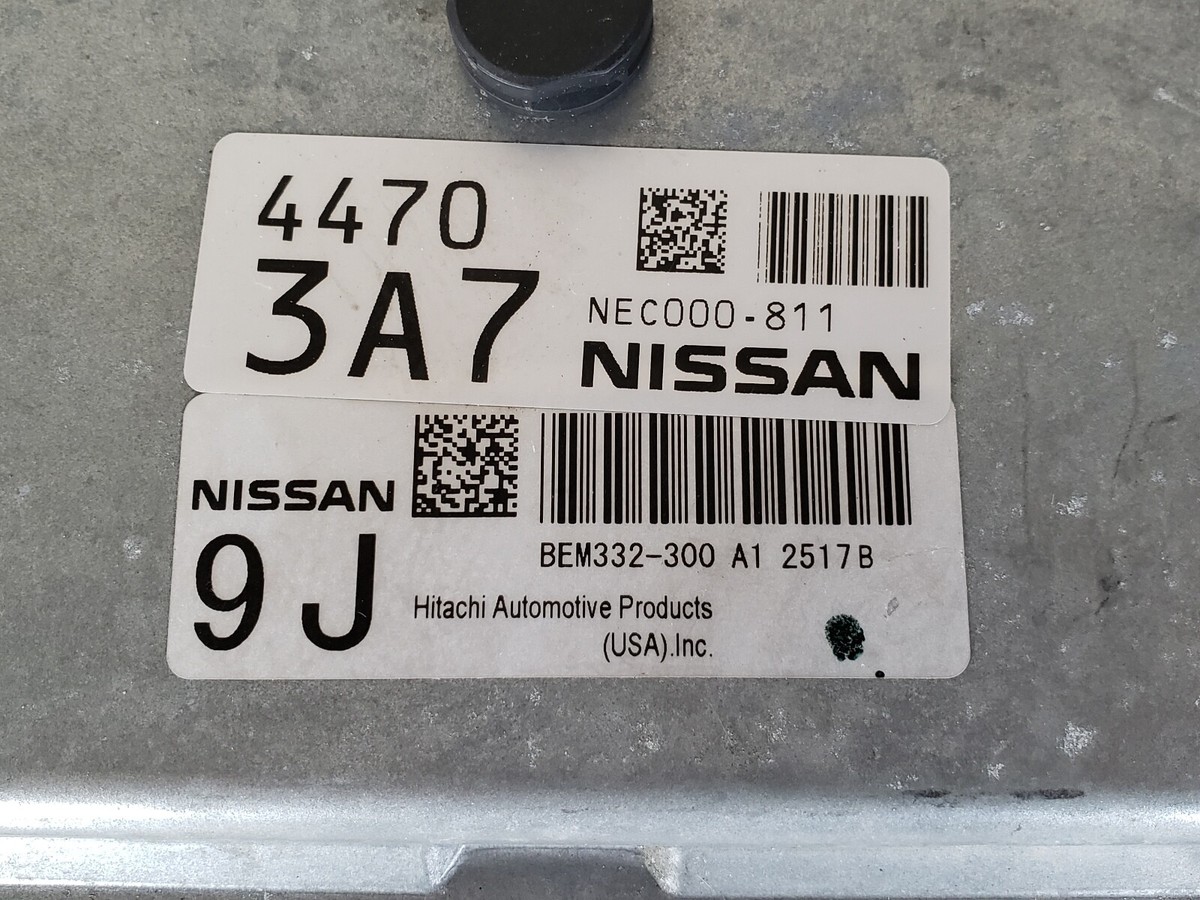 4470
3A7
NEC000-811
NISSAN
NISSAN
9J
BEM332-300 A1 2517B
Hitachi Automotive Products
(USA).Inc.